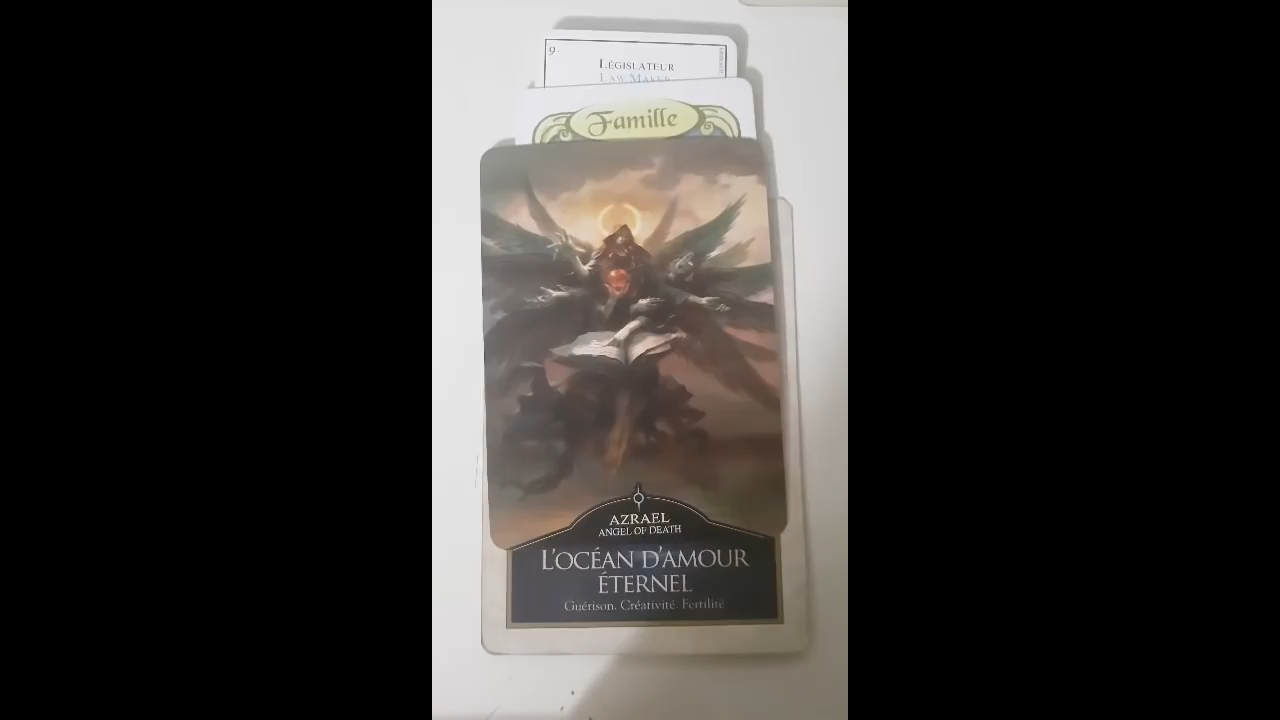 9.
LÉGISLATEUR
LAW MAKER
Famille
AZRAEL
ANGEL OF DEATH
L'OCÉAN D'AMOUR
ÉTERNEL
Guérison. Créativité. Fertilité